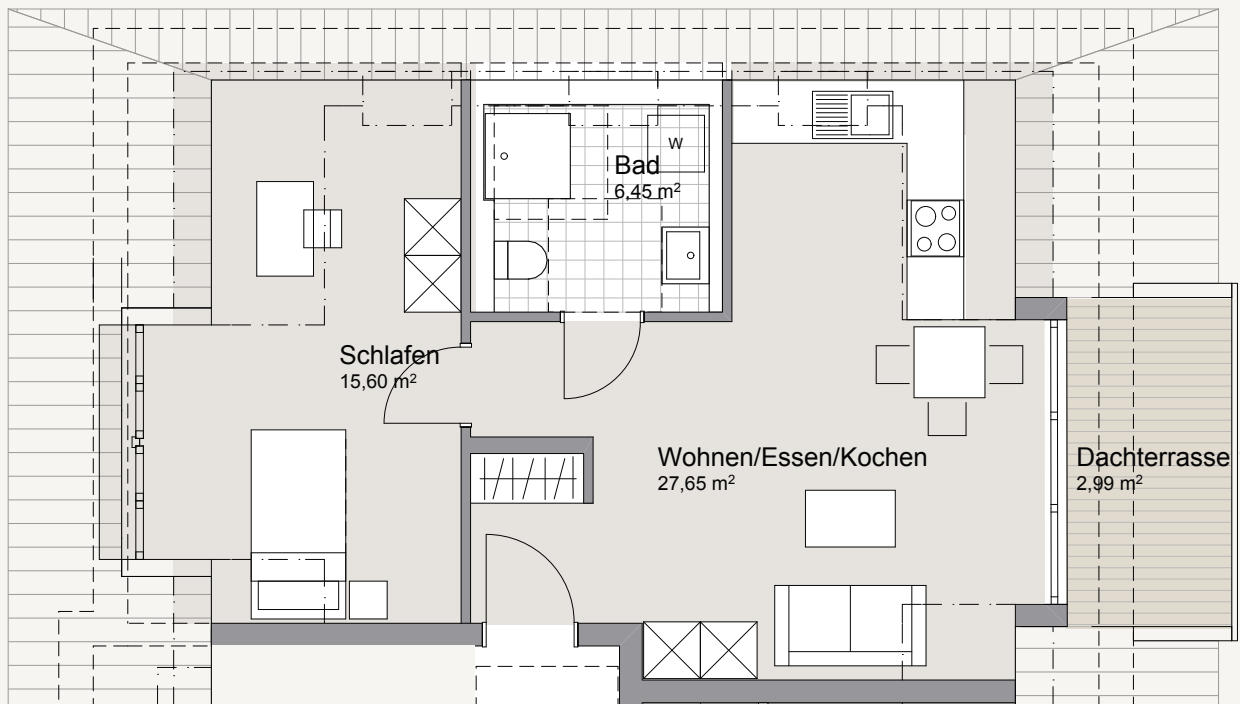 W
Bad
6,45 m²
Schlafen
15,60 m²
Wohnen/Essen/Kochen
27,65 m²
Dachterrasse
2,99 m²